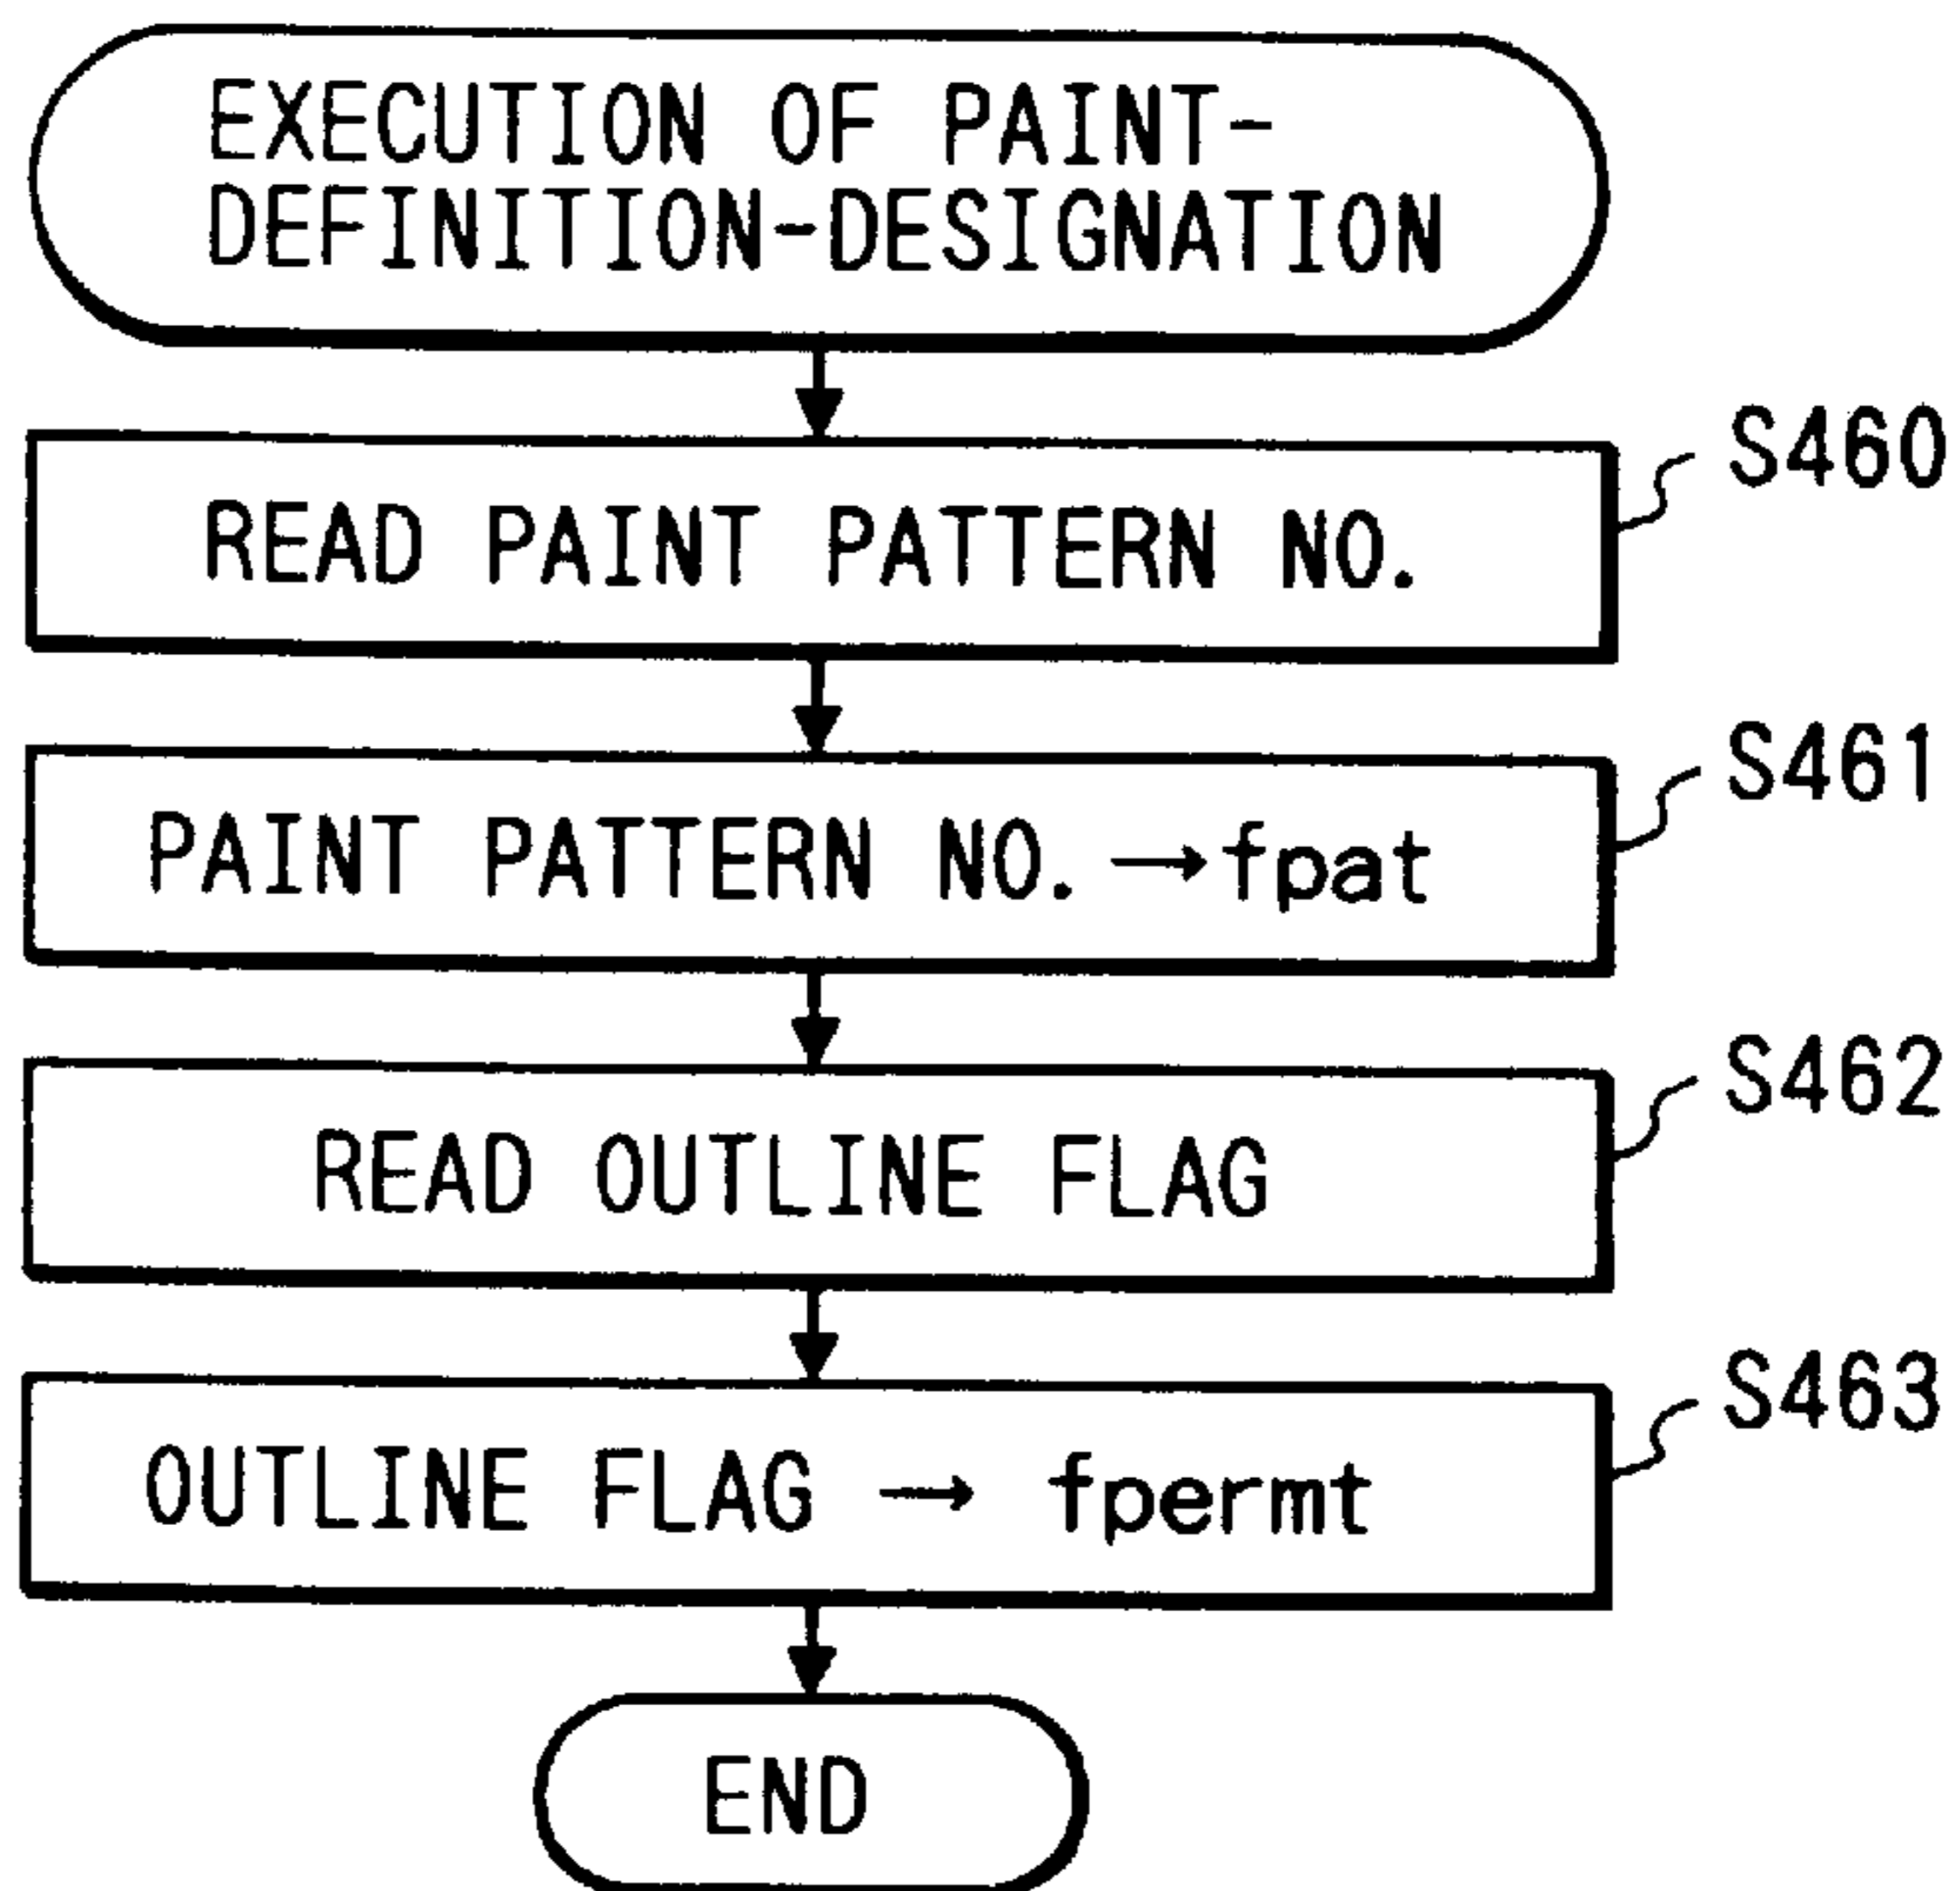 EXECUTION OF PAINT-
DEFINITION-DESIGNATION
S460
READ PAINT PATTERN NO.
S461
PAINT PATTERN NO. →fpat
S462
READ OUTLINE FLAG
S463
OUTLINE FLAG → fpermt
END